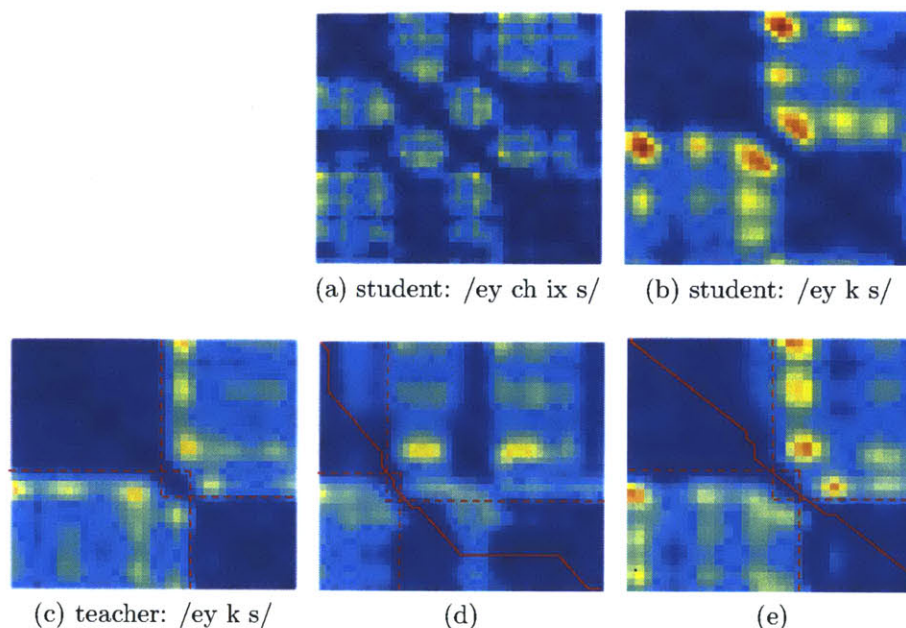 (a) student: /ey ch ix s/
(b) student: /ey k s/
(c) teacher: /ey k s/
(d)
(e)